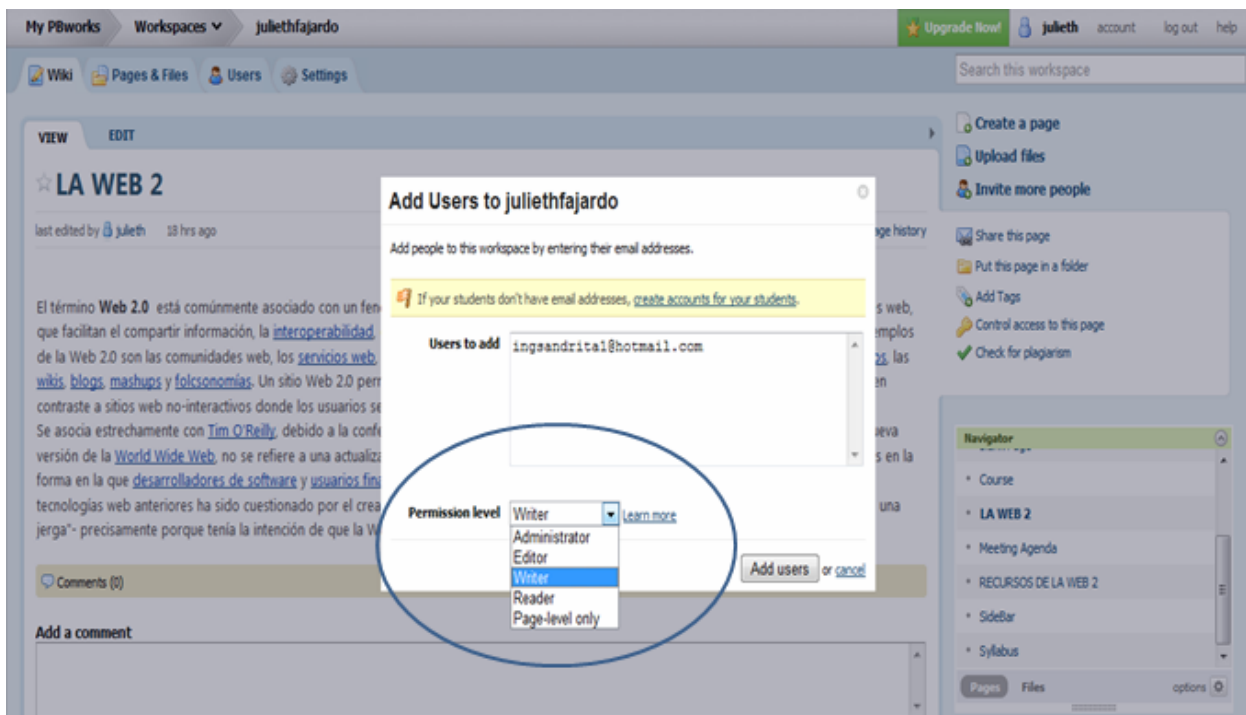 My PBworks Workspaces juliethfajardo
Upgrade Now! julieth account log out help
Wiki Pages & Files Users Settings
Search this workspace
VIEW EDIT
LA WEB 2
last edited by julieth 18 hrs ago
ge history
El término Web 2.0 está comúnmente asociado con un fen
s web,
que facilitan el compartir información, la interoperabilidad,
emplos
de la Web 2.0 son las comunidades web, los servicios web,
os, las
wikis, blogs, mashups y folcsonomías. Un sitio Web 2.0 perm
en
contraste a sitios web no-interactivos donde los usuarios se
Se asocia estrechamente con Tim O'Reilly, debido a la confe
ueva
versión de la World Wide Web, no se refiere a una actualiza
s en la
forma en la que desarrolladores de software y usuarios fina
tecnologías web anteriores ha sido cuestionado por el crea
una
jerga"- precisamente porque tenía la intención de que la W
Comments (0)
Add a comment
Add Users to juliethfajardo
Add people to this workspace by entering their email addresses.
If your students don't have email addresses, create accounts for your students.
Users to add ingsandrita1@hotmail.com
Permission level Writer Learn more
Administrator
Editor
Writer
Reader
Page-level only
Add users or cancel
Create a page
Upload files
Invite more people
Share this page
Put this page in a folder
Add Tags
Control access to this page
Check for plagiarism
Navigator
Course
LA WEB 2
Meeting Agenda
RECURSOS DE LA WEB 2
SideBar
Syllabus
Pages Files options